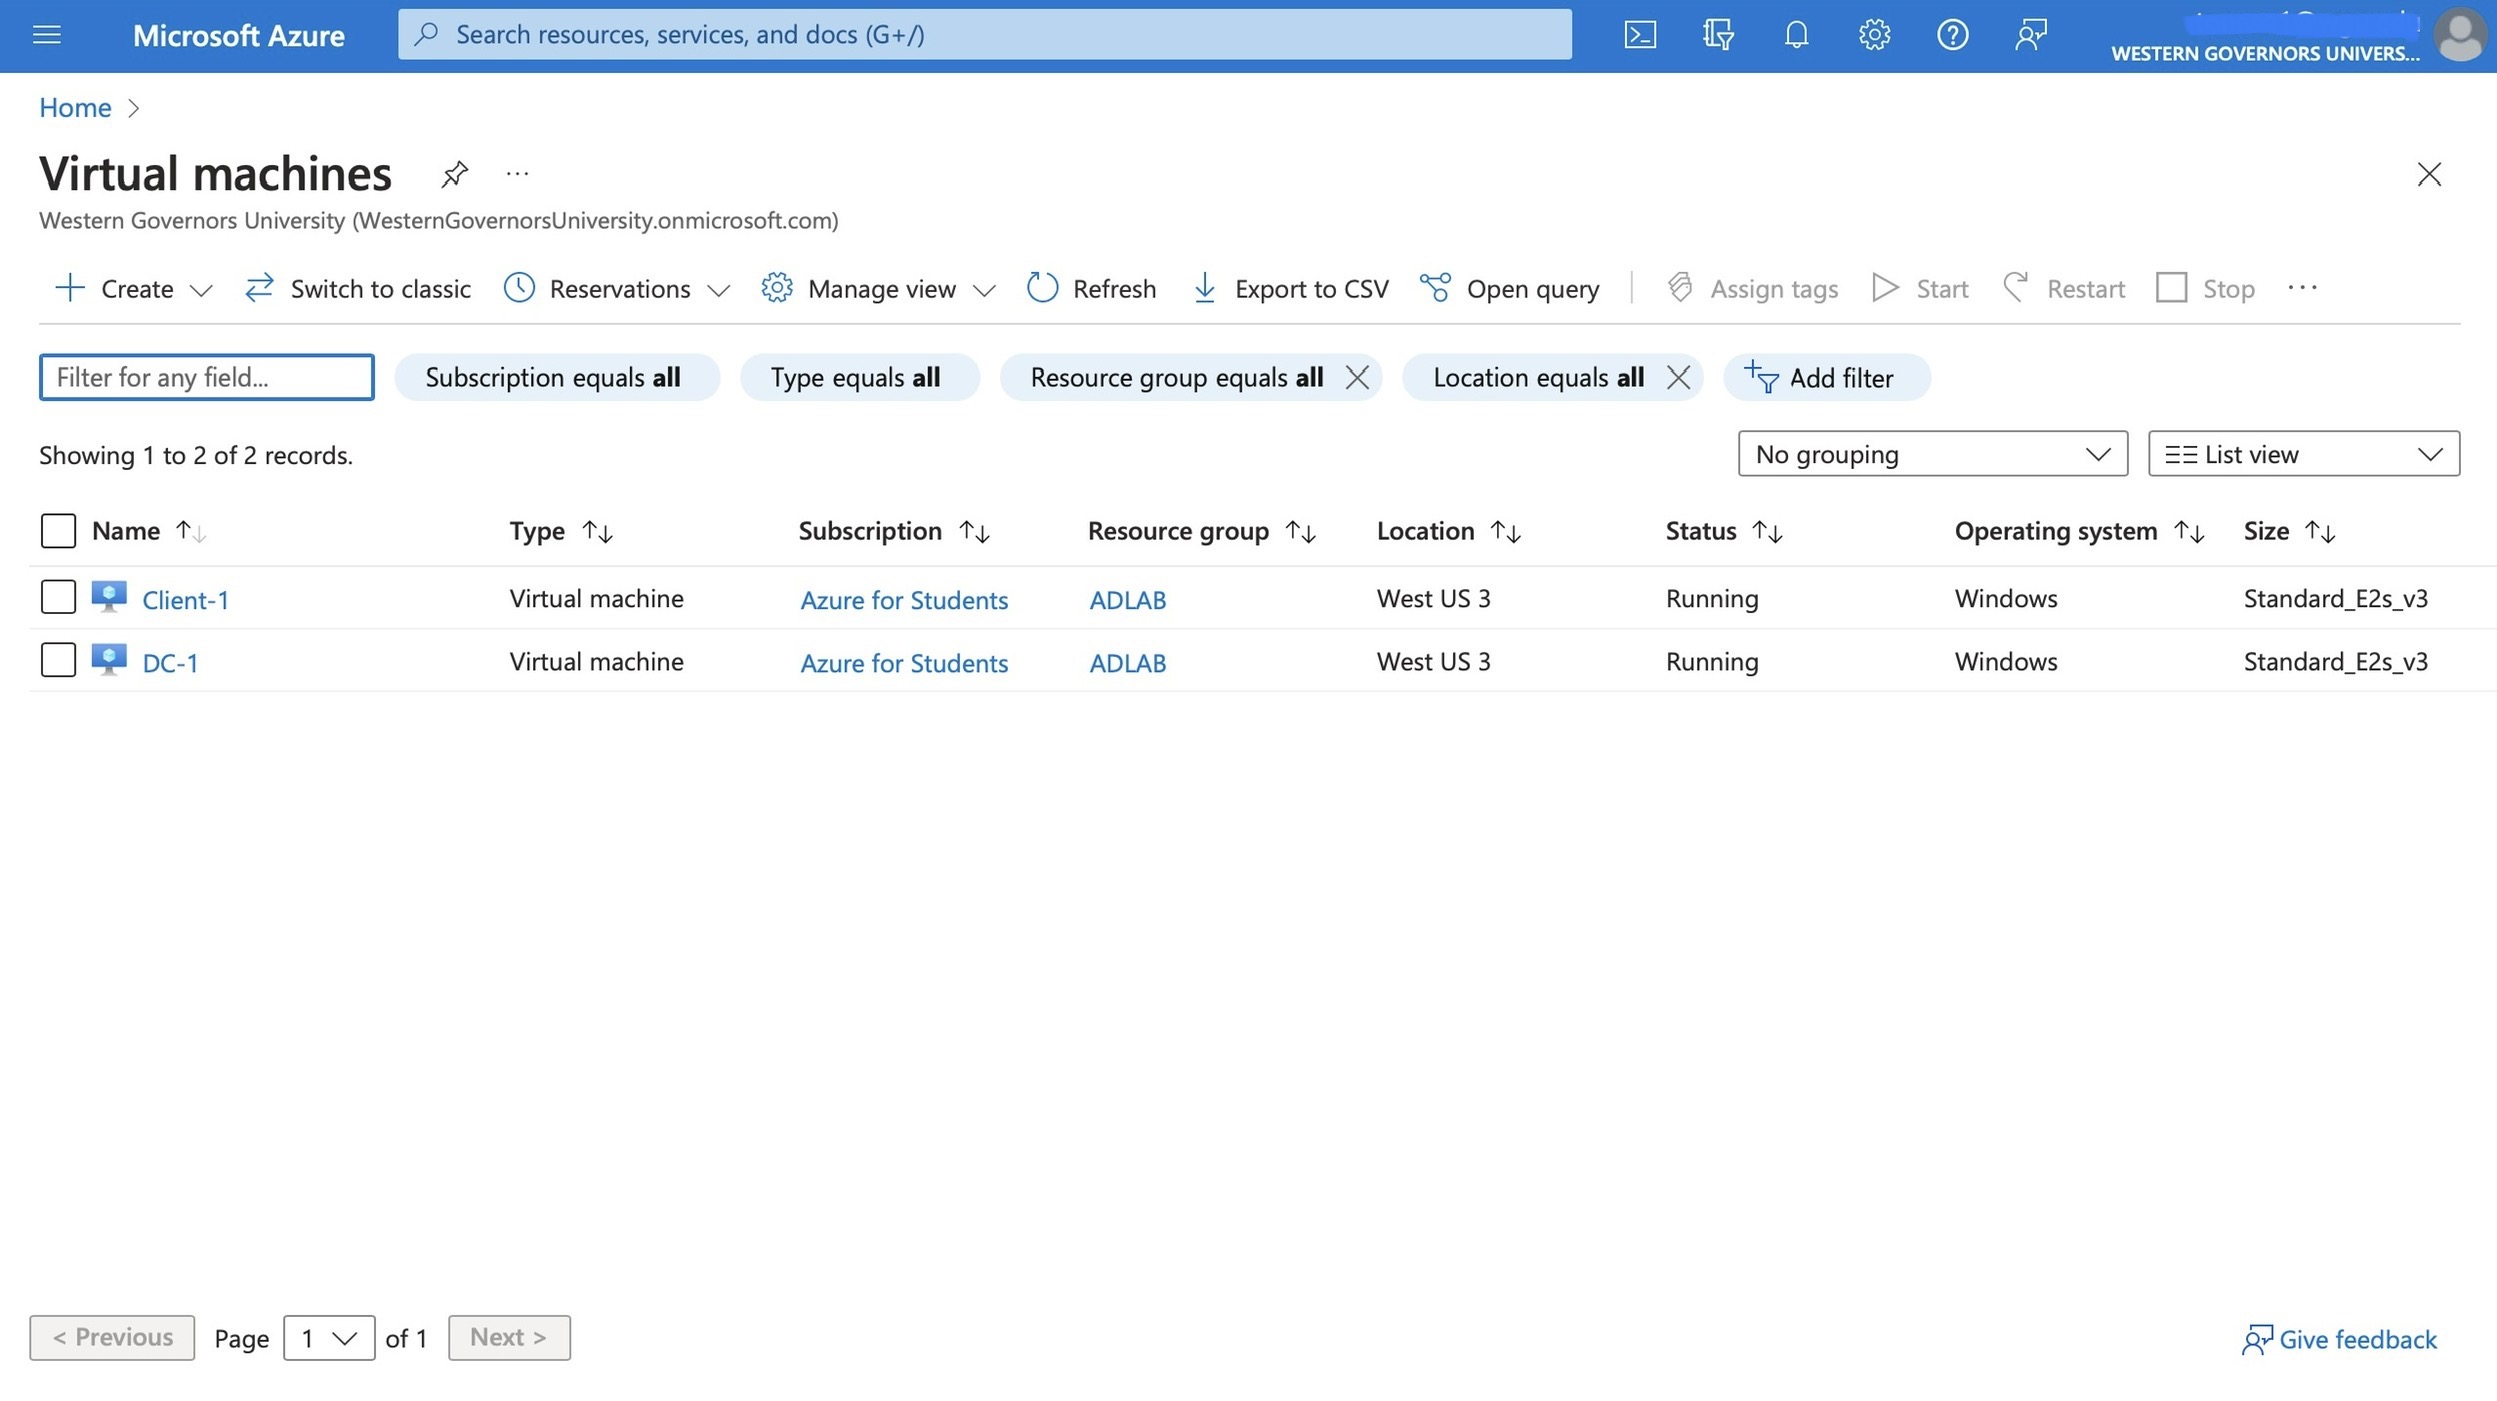 Microsoft Azure
Search resources, services, and docs (G+/)
WESTERN GOVERNORS UNIVERS...
Home
Virtual machines
Western Governors University (WesternGovernorsUniversity.onmicrosoft.com)
Create Switch to classic Reservations Manage view Refresh Export to CSV Open query Assign tags Start Restart Stop
Filter for any field... Subscription equals all Type equals all Resource group equals all Location equals all Add filter
Showing 1 to 2 of 2 records. No grouping List view
Name Type Subscription Resource group Location Status Operating system Size
Client-1 Virtual machine Azure for Students ADLAB West US 3 Running Windows Standard_E2s_v3
DC-1 Virtual machine Azure for Students ADLAB West US 3 Running Windows Standard_E2s_v3
< Previous Page 1 of 1 Next > Give feedback